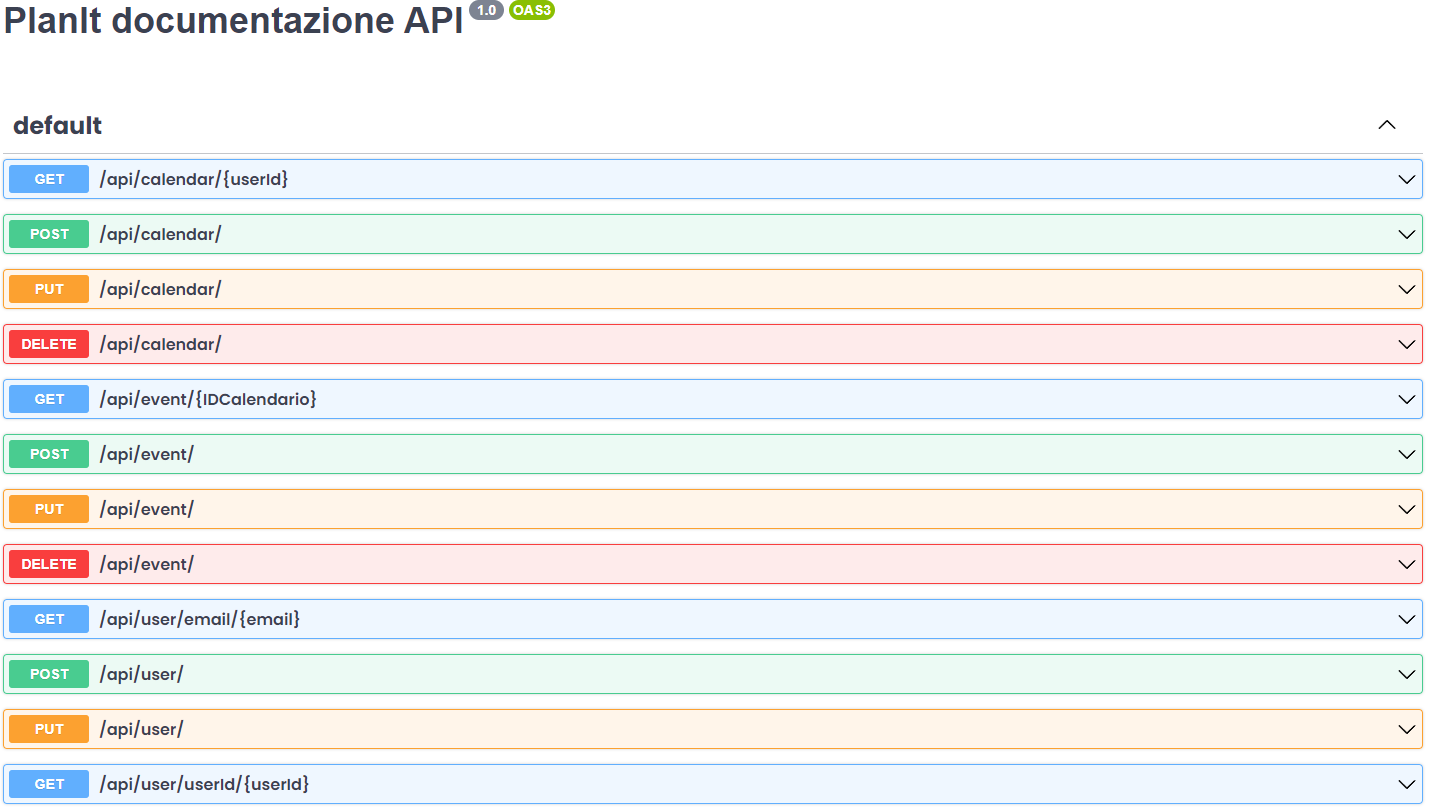 PlanIt documentazione API 1.0 OAS3
default
GET /api/calendar/{userId}
POST /api/calendar/
PUT /api/calendar/
DELETE /api/calendar/
GET /api/event/{IDCalendario}
POST /api/event/
PUT /api/event/
DELETE /api/event/
GET /api/user/email/{email}
POST /api/user/
PUT /api/user/
GET /api/user/userId/{userId}